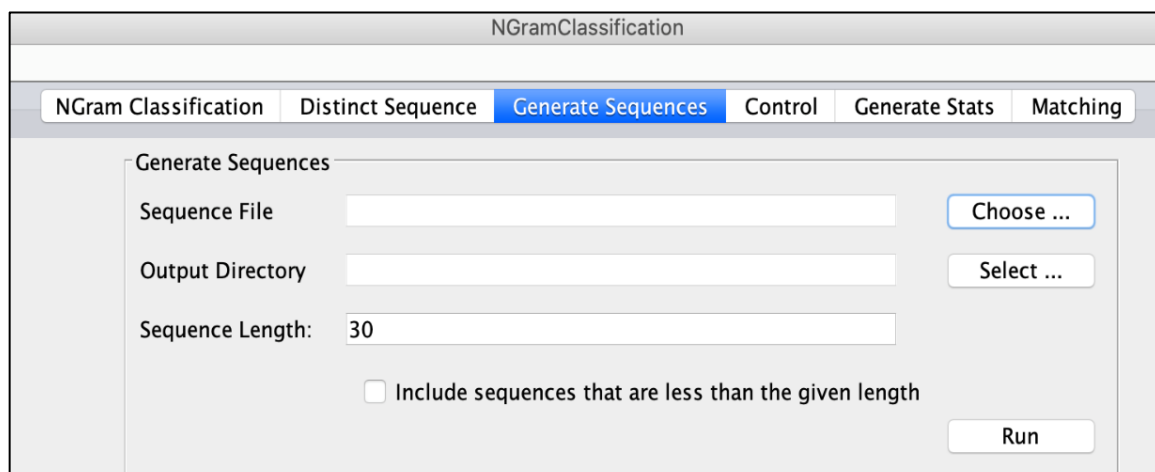 NGramClassification
NGram Classification Distinct Sequence Generate Sequences Control Generate Stats Matching
Generate Sequences
Sequence File Choose ...
Output Directory Select ...
Sequence Length: 30
Include sequences that are less than the given length
Run